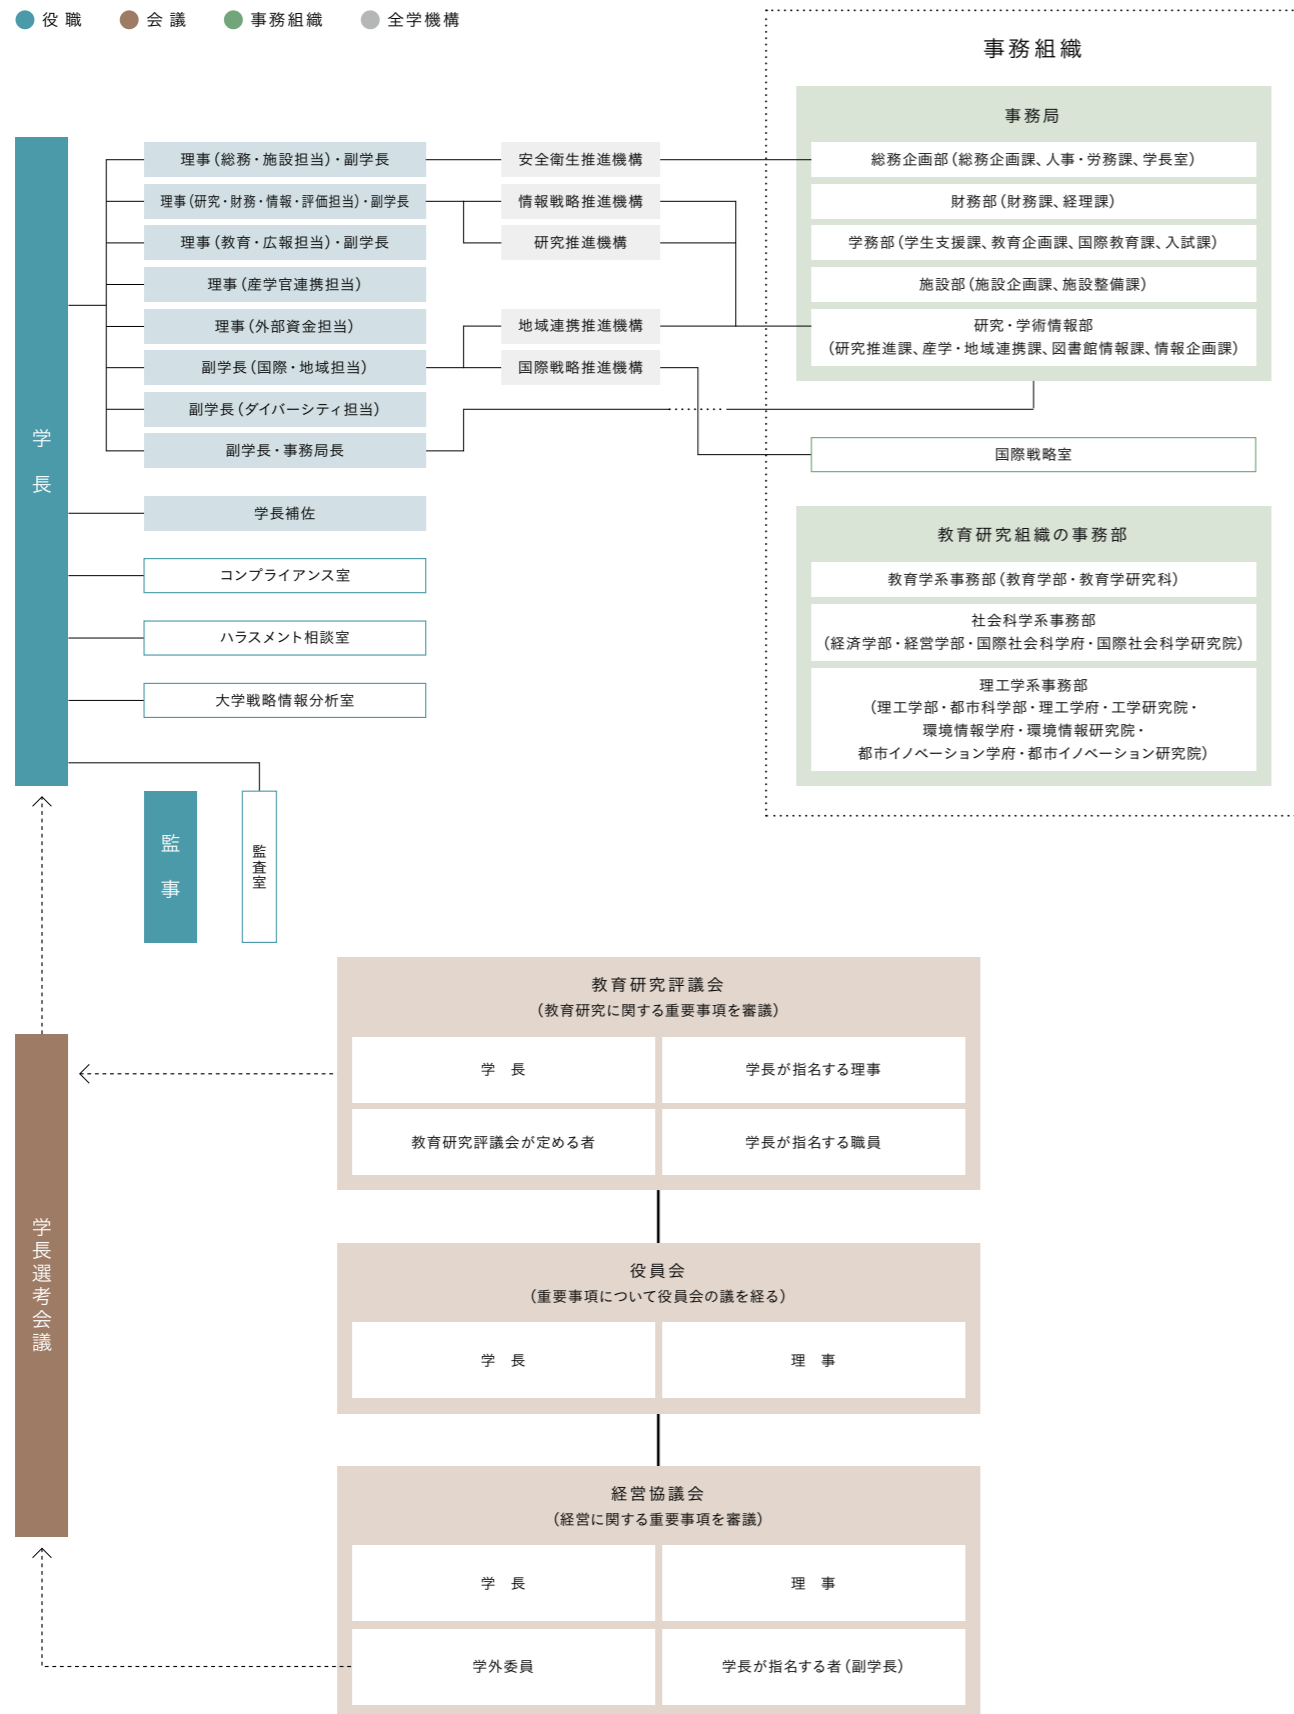 役職
会議
事務組織
全学機構
学長
理事（総務・施設担当）・副学長
理事（研究・財務・情報・評価担当）・副学長
理事（教育・広報担当）・副学長
理事（産学官連携担当）
理事（外部資金担当）
副学長（国際・地域担当）
副学長（ダイバーシティ担当）
副学長・事務局長
学長補佐
コンプライアンス室
ハラスメント相談室
大学戦略情報分析室
監事
監査室
安全衛生推進機構
情報戦略推進機構
研究推進機構
地域連携推進機構
国際戦略推進機構
事務組織
事務局
総務企画部（総務企画課、人事・労務課、学長室）
財務部（財務課、経理課）
学務部（学生支援課、教育企画課、国際教育課、入試課）
施設部（施設企画課、施設整備課）
研究・学術情報部
（研究推進課、産学・地域連携課、図書館情報課、情報企画課）
国際戦略室
教育研究組織の事務部
教育学系事務部（教育学部・教育学研究科）
社会科学系事務部
（経済学部・経営学部・国際社会科学府・国際社会科学研究院）
理工学系事務部
（理工学部・都市科学部・理工学府・工学研究院・
環境情報学府・環境情報研究院・
都市イノベーション学府・都市イノベーション研究院）
学長選考会議
教育研究評議会
（教育研究に関する重要事項を審議）
学　長
学長が指名する理事
教育研究評議会が定める者
学長が指名する職員
役員会
（重要事項について役員会の議を経る）
学　長
理　事
経営協議会
（経営に関する重要事項を審議）
学　長
理　事
学外委員
学長が指名する者（副学長）